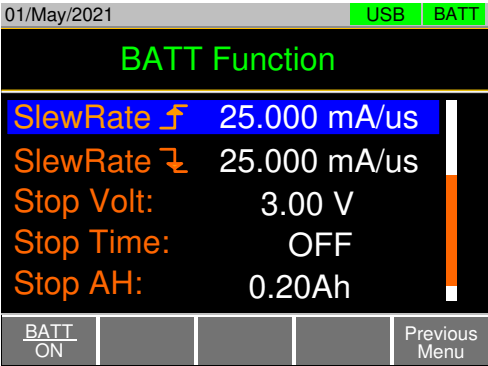 01/May/2021 USB BATT
BATT Function
SlewRate 25.000 mA/us
SlewRate 25.000 mA/us
Stop Volt: 3.00 V
Stop Time: OFF
Stop AH: 0.20Ah
BATT Previous
ON Menu